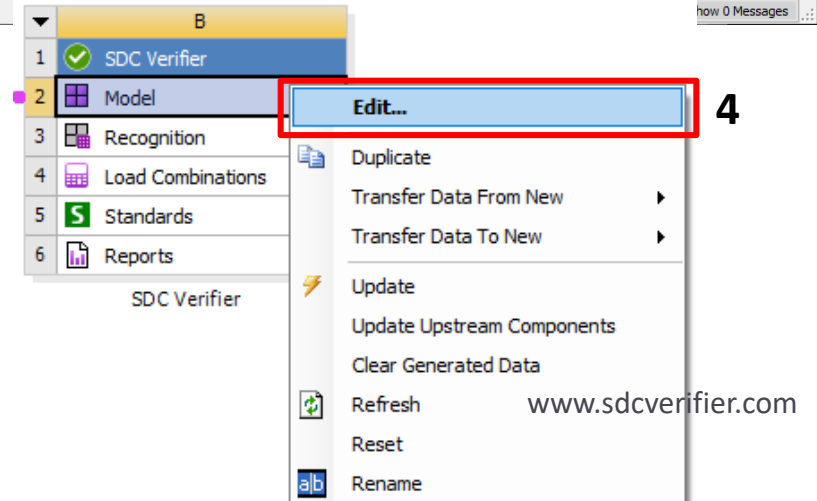 how 0 Messages
B
1 SDC Verifier
2 Model
3 Recognition
4 Load Combinations
5 S Standards
6 Reports
SDC Verifier
Edit...
4
Duplicate
Transfer Data From New
Transfer Data To New
Update
Update Upstream Components
Clear Generated Data
Refresh
www.sdcverifier.com
Reset
a|b Rename